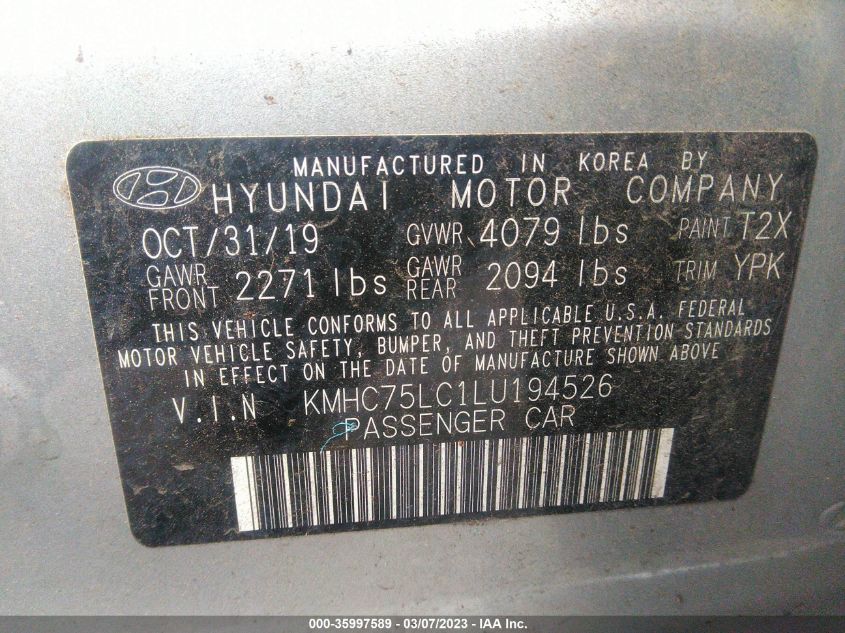 MANUFACTURED IN KOREA BY
HYUNDAI MOTOR COMPANY
OCT/31/19 GVWR 4079 lbs PAINT T2X
GAWR FRONT 2271 lbs GAWR REAR 2094 lbs TRIM YPK
THIS VEHICLE CONFORMS TO ALL APPLICABLE U.S.A. FEDERAL
MOTOR VEHICLE SAFETY, BUMPER, AND THEFT PREVENTION STANDARDS
IN EFFECT ON THE DATE OF MANUFACTURE SHOWN ABOVE
V.I.N KMHC75LC1LU194526
PASSENGER CAR
000-35997589 - 03/07/2023 - IAA Inc.